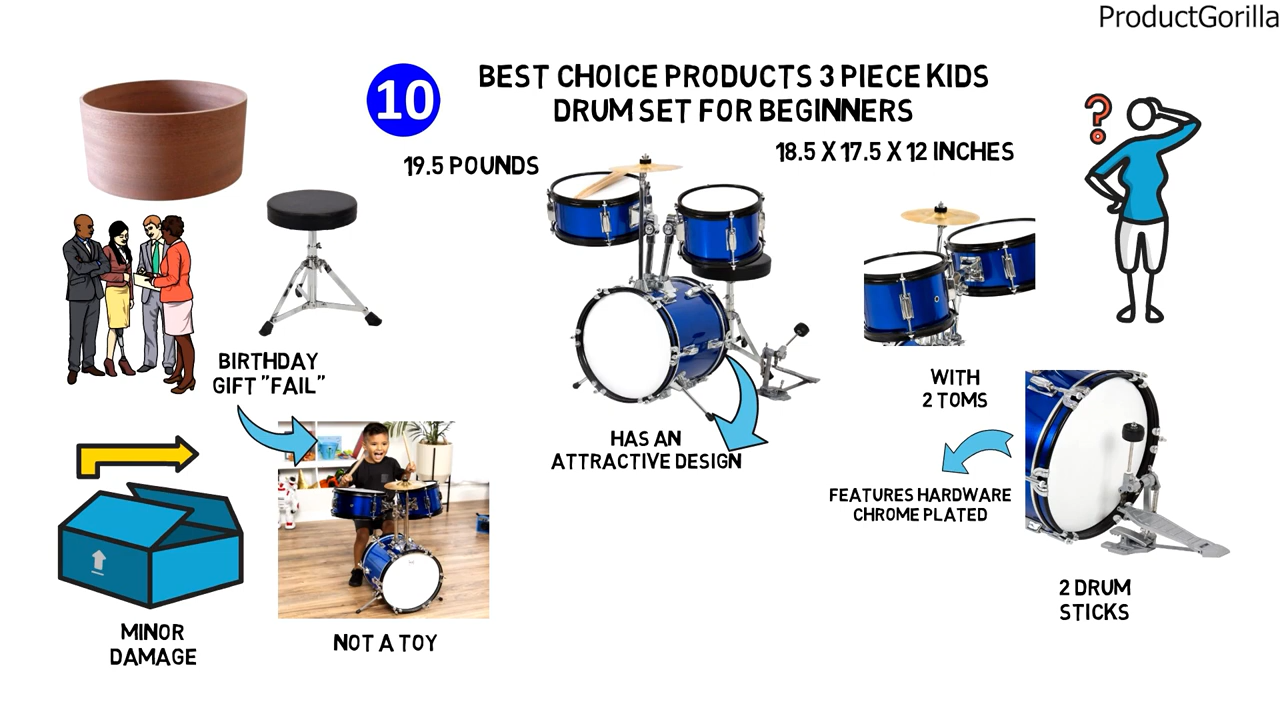 ProductGorilla
10
BEST CHOICE PRODUCTS 3 PIECE KIDS
DRUM SET FOR BEGINNERS
19.5 POUNDS
18.5 X 17.5 X 12 INCHES
BIRTHDAY
GIFT "FAIL"
WITH
2 TOMS
HAS AN
ATTRACTIVE DESIGN
FEATURES HARDWARE
CHROME PLATED
2 DRUM
STICKS
MINOR
DAMAGE
NOT A TOY